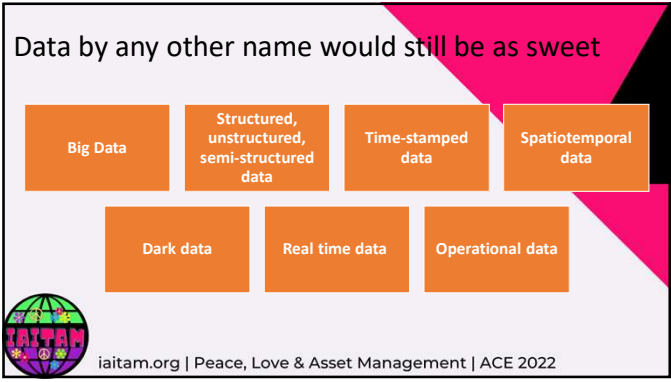 Data by any other name would still be as sweet
Big Data
Structured,
unstructured,
semi-structured
data
Time-stamped
data
Spatiotemporal
data
Dark data
Real time data
Operational data
IAITAM
iaitam.org | Peace, Love & Asset Management | ACE 2022